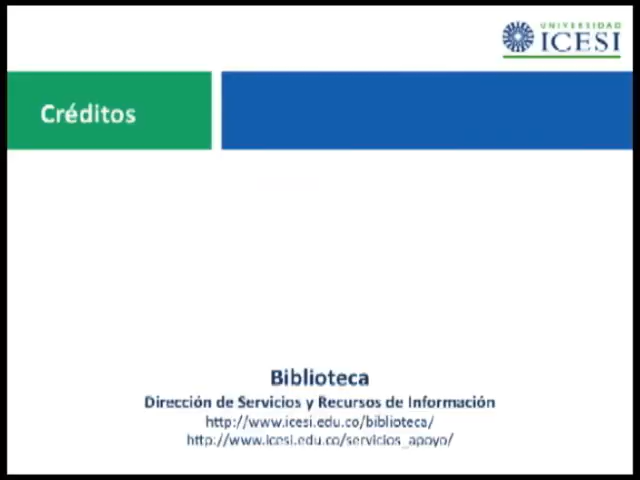 UNIVERSIDAD
ICESI
Créditos
Biblioteca
Dirección de Servicios y Recursos de Información
http://www.icesi.edu.co/biblioteca/
http://www.icesi.edu.co/servicios_apoyo/